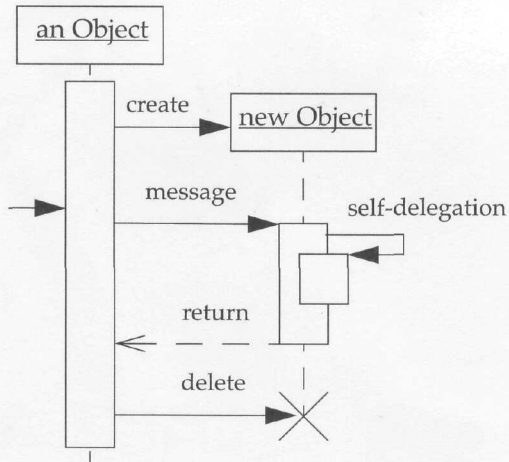 an Object
create
new Object
message
self-delegation
return
delete